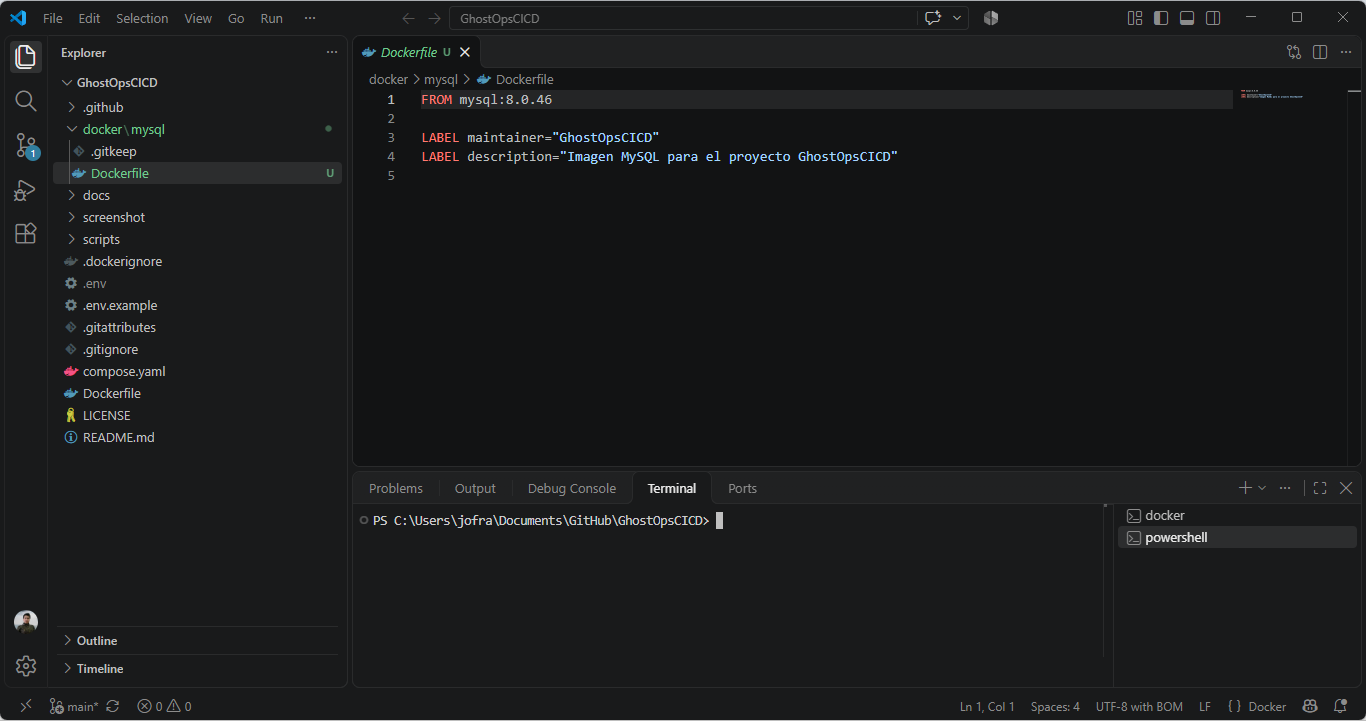 File Edit Selection View Go Run ··· GhostOpsCICD
Explorer ···
GhostOpsCICD
.github
docker\mysql
.gitkeep
Dockerfile U
docs
screenshot
scripts
.dockerignore
.env
.env.example
.gitattributes
.gitignore
compose.yaml
Dockerfile
LICENSE
README.md
Outline
Timeline
Dockerfile U
docker > mysql > Dockerfile
1 FROM mysql:8.0.46
2
3 LABEL maintainer="GhostOpsCICD"
4 LABEL description="Imagen MySQL para el proyecto GhostOpsCICD"
5
Problems Output Debug Console Terminal Ports
PS C:\Users\jofra\Documents\GitHub\GhostOpsCICD>
docker
powershell
1
main* 0 0 Ln 1, Col 1 Spaces: 4 UTF-8 with BOM LF {} Docker